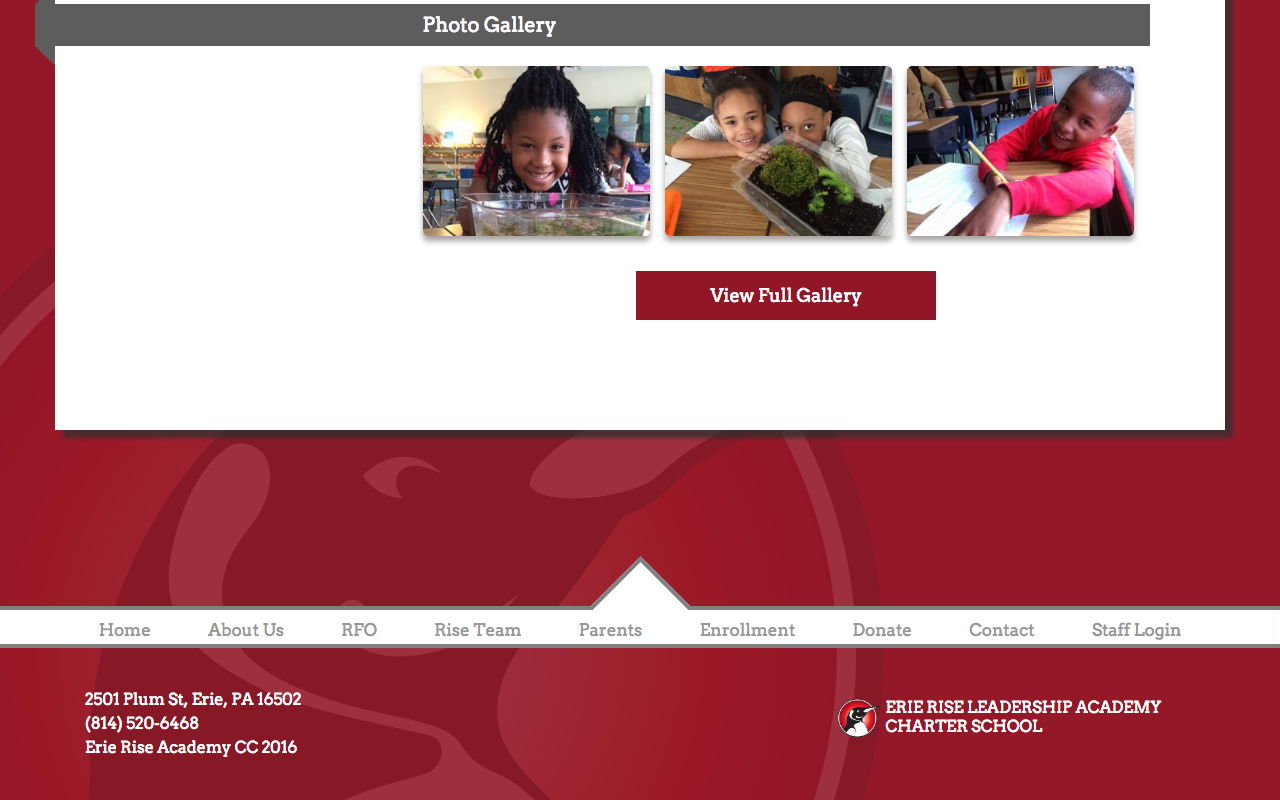 Photo Gallery
View Full Gallery
Home About Us RFO Rise Team Parents Enrollment Donate Contact Staff Login
2501 Plum St, Erie, PA 16502
(814) 520-6468
Erie Rise Academy CC 2016
ERIE RISE LEADERSHIP ACADEMY
CHARTER SCHOOL